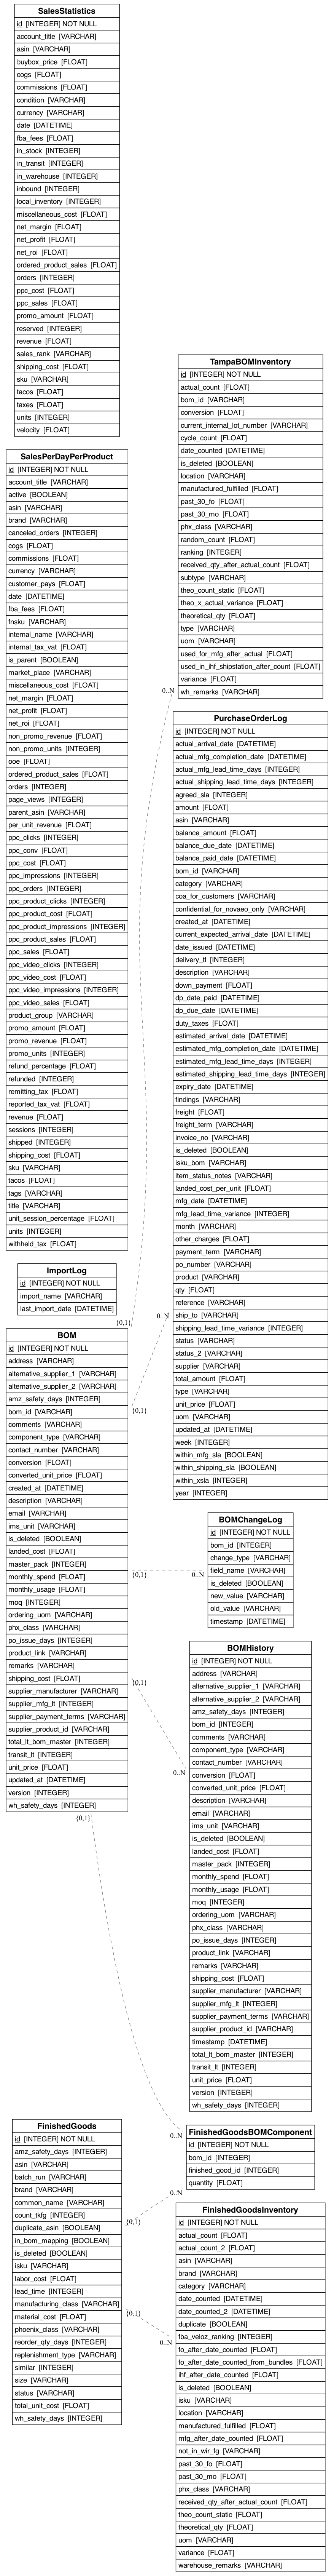 SalesStatistics
id [INTEGER] NOT NULL
account_title [VARCHAR]
asin [VARCHAR]
buybox_price [FLOAT]
cogs [FLOAT]
commissions [FLOAT]
condition [VARCHAR]
currency [VARCHAR]
date [DATETIME]
fba_fees [FLOAT]
in_stock [INTEGER]
in_transit [INTEGER]
in_warehouse [INTEGER]
inbound [INTEGER]
local_inventory [INTEGER]
miscellaneous_cost [FLOAT]
net_margin [FLOAT]
net_profit [FLOAT]
net_roi [FLOAT]
ordered_product_sales [FLOAT]
orders [INTEGER]
ppc_cost [FLOAT]
ppc_sales [FLOAT]
promo_amount [FLOAT]
reserved [INTEGER]
revenue [FLOAT]
sales_rank [VARCHAR]
shipping_cost [FLOAT]
sku [VARCHAR]
tacos [FLOAT]
taxes [FLOAT]
units [INTEGER]
velocity [FLOAT]
SalesPerDayPerProduct
id [INTEGER] NOT NULL
account_title [VARCHAR]
active [BOOLEAN]
asin [VARCHAR]
brand [VARCHAR]
canceled_orders [INTEGER]
cogs [FLOAT]
commissions [FLOAT]
currency [VARCHAR]
customer_pays [FLOAT]
date [DATETIME]
fba_fees [FLOAT]
fnsku [VARCHAR]
internal_name [VARCHAR]
internal_tax_vat [FLOAT]
is_parent [BOOLEAN]
market_place [VARCHAR]
miscellaneous_cost [FLOAT]
net_margin [FLOAT]
net_profit [FLOAT]
net_roi [FLOAT]
non_promo_revenue [FLOAT]
non_promo_units [INTEGER]
ooe [FLOAT]
ordered_product_sales [FLOAT]
orders [INTEGER]
page_views [INTEGER]
parent_asin [VARCHAR]
per_unit_revenue [FLOAT]
ppc_clicks [INTEGER]
ppc_conv [FLOAT]
ppc_cost [FLOAT]
ppc_impressions [INTEGER]
ppc_orders [INTEGER]
ppc_product_clicks [INTEGER]
ppc_product_cost [FLOAT]
ppc_product_impressions [INTEGER]
ppc_product_sales [FLOAT]
ppc_sales [FLOAT]
ppc_video_clicks [INTEGER]
ppc_video_cost [FLOAT]
ppc_video_impressions [INTEGER]
ppc_video_sales [FLOAT]
product_group [VARCHAR]
promo_amount [FLOAT]
promo_revenue [FLOAT]
promo_units [INTEGER]
refund_percentage [FLOAT]
refunded [INTEGER]
remitting_tax [FLOAT]
reported_tax_vat [FLOAT]
revenue [FLOAT]
sessions [INTEGER]
shipped [INTEGER]
shipping_cost [FLOAT]
sku [VARCHAR]
tacos [FLOAT]
tags [VARCHAR]
title [VARCHAR]
unit_session_percentage [FLOAT]
units [INTEGER]
withheld_tax [FLOAT]
ImportLog
id [INTEGER] NOT NULL
import_name [VARCHAR]
last_import_date [DATETIME]
BOM
id [INTEGER] NOT NULL
address [VARCHAR]
alternative_supplier_1 [VARCHAR]
alternative_supplier_2 [VARCHAR]
amz_safety_days [INTEGER]
bom_id [VARCHAR]
comments [VARCHAR]
component_type [VARCHAR]
contact_number [VARCHAR]
conversion [FLOAT]
converted_unit_price [FLOAT]
created_at [DATETIME]
description [VARCHAR]
email [VARCHAR]
ims_unit [VARCHAR]
is_deleted [BOOLEAN]
landed_cost [FLOAT]
master_pack [INTEGER]
monthly_spend [FLOAT]
monthly_usage [FLOAT]
moq [INTEGER]
ordering_uom [VARCHAR]
phx_class [VARCHAR]
po_issue_days [INTEGER]
product_link [VARCHAR]
remarks [VARCHAR]
shipping_cost [FLOAT]
supplier_manufacturer [VARCHAR]
supplier_mfg_lt [INTEGER]
supplier_payment_terms [VARCHAR]
supplier_product_id [VARCHAR]
total_lt_bom_master [INTEGER]
transit_lt [INTEGER]
unit_price [FLOAT]
updated_at [DATETIME]
version [INTEGER]
wh_safety_days [INTEGER]
FinishedGoods
id [INTEGER] NOT NULL
amz_safety_days [INTEGER]
asin [VARCHAR]
batch_run [VARCHAR]
brand [VARCHAR]
common_name [VARCHAR]
count_tkfg [INTEGER]
duplicate_asin [BOOLEAN]
in_bom_mapping [BOOLEAN]
is_deleted [BOOLEAN]
isku [VARCHAR]
labor_cost [FLOAT]
lead_time [INTEGER]
manufacturing_class [VARCHAR]
material_cost [FLOAT]
phoenix_class [VARCHAR]
reorder_qty_days [INTEGER]
replenishment_type [VARCHAR]
similar [INTEGER]
size [VARCHAR]
status [VARCHAR]
total_unit_cost [FLOAT]
wh_safety_days [INTEGER]
TampaBOMInventory
id [INTEGER] NOT NULL
actual_count [FLOAT]
bom_id [VARCHAR]
conversion [FLOAT]
current_internal_lot_number [VARCHAR]
cycle_count [FLOAT]
date_counted [DATETIME]
is_deleted [BOOLEAN]
location [VARCHAR]
manufactured_fulfilled [FLOAT]
past_30_fo [FLOAT]
past_30_mo [FLOAT]
phx_class [VARCHAR]
random_count [FLOAT]
ranking [INTEGER]
received_qty_after_actual_count [FLOAT]
subtype [VARCHAR]
theo_count_static [FLOAT]
theo_x_actual_variance [FLOAT]
theoretical_qty [FLOAT]
type [VARCHAR]
uom [VARCHAR]
used_for_mfg_after_actual [FLOAT]
used_in_ihf_shipstation_after_count [FLOAT]
variance [FLOAT]
wh_remarks [VARCHAR]
PurchaseOrderLog
id [INTEGER] NOT NULL
actual_arrival_date [DATETIME]
actual_mfg_completion_date [DATETIME]
actual_mfg_lead_time_days [INTEGER]
actual_shipping_lead_time_days [INTEGER]
agreed_sla [INTEGER]
amount [FLOAT]
asin [VARCHAR]
balance_amount [FLOAT]
balance_due_date [DATETIME]
balance_paid_date [DATETIME]
bom_id [VARCHAR]
category [VARCHAR]
coa_for_customers [VARCHAR]
confidential_for_novaeo_only [VARCHAR]
created_at [DATETIME]
current_expected_arrival_date [DATETIME]
date_issued [DATETIME]
delivery_tl [INTEGER]
description [VARCHAR]
down_payment [FLOAT]
dp_date_paid [DATETIME]
dp_due_date [DATETIME]
duty_taxes [FLOAT]
estimated_arrival_date [DATETIME]
estimated_mfg_completion_date [DATETIME]
estimated_mfg_lead_time_days [INTEGER]
estimated_shipping_lead_time_days [INTEGER]
expiry_date [DATETIME]
findings [VARCHAR]
freight [FLOAT]
freight_term [VARCHAR]
invoice_no [VARCHAR]
is_deleted [BOOLEAN]
isku_bom [VARCHAR]
item_status_notes [VARCHAR]
landed_cost_per_unit [FLOAT]
mfg_date [DATETIME]
mfg_lead_time_variance [INTEGER]
month [VARCHAR]
other_charges [FLOAT]
payment_term [VARCHAR]
po_number [VARCHAR]
product [VARCHAR]
qty [FLOAT]
reference [VARCHAR]
ship_to [VARCHAR]
shipping_lead_time_variance [INTEGER]
status [VARCHAR]
status_2 [VARCHAR]
supplier [VARCHAR]
total_amount [FLOAT]
type [VARCHAR]
unit_price [FLOAT]
uom [VARCHAR]
updated_at [DATETIME]
week [INTEGER]
within_mfg_sla [BOOLEAN]
within_shipping_sla [BOOLEAN]
within_xsla [INTEGER]
year [INTEGER]
BOMChangeLog
id [INTEGER] NOT NULL
bom_id [INTEGER]
change_type [VARCHAR]
field_name [VARCHAR]
is_deleted [BOOLEAN]
new_value [VARCHAR]
old_value [VARCHAR]
timestamp [DATETIME]
BOMHistory
id [INTEGER] NOT NULL
address [VARCHAR]
alternative_supplier_1 [VARCHAR]
alternative_supplier_2 [VARCHAR]
amz_safety_days [INTEGER]
bom_id [INTEGER]
comments [VARCHAR]
component_type [VARCHAR]
contact_number [VARCHAR]
conversion [FLOAT]
converted_unit_price [FLOAT]
description [VARCHAR]
email [VARCHAR]
ims_unit [VARCHAR]
is_deleted [BOOLEAN]
landed_cost [FLOAT]
master_pack [INTEGER]
monthly_spend [FLOAT]
monthly_usage [FLOAT]
moq [INTEGER]
ordering_uom [VARCHAR]
phx_class [VARCHAR]
po_issue_days [INTEGER]
product_link [VARCHAR]
remarks [VARCHAR]
shipping_cost [FLOAT]
supplier_manufacturer [VARCHAR]
supplier_mfg_lt [INTEGER]
supplier_payment_terms [VARCHAR]
supplier_product_id [VARCHAR]
timestamp [DATETIME]
total_lt_bom_master [INTEGER]
transit_lt [INTEGER]
unit_price [FLOAT]
version [INTEGER]
wh_safety_days [INTEGER]
FinishedGoodsBOMComponent
id [INTEGER] NOT NULL
bom_id [INTEGER]
finished_good_id [INTEGER]
quantity [FLOAT]
FinishedGoodsInventory
id [INTEGER] NOT NULL
actual_count [FLOAT]
actual_count_2 [FLOAT]
asin [VARCHAR]
brand [VARCHAR]
category [VARCHAR]
date_counted [DATETIME]
date_counted_2 [DATETIME]
duplicate [BOOLEAN]
fba_veloz_ranking [INTEGER]
fo_after_date_counted [FLOAT]
fo_after_date_counted_from_bundles [FLOAT]
ihf_after_date_counted [FLOAT]
is_deleted [BOOLEAN]
isku [VARCHAR]
location [VARCHAR]
manufactured_fulfilled [FLOAT]
mfg_after_date_counted [FLOAT]
not_in_wir_fg [VARCHAR]
past_30_fo [FLOAT]
past_30_mo [FLOAT]
phx_class [VARCHAR]
received_qty_after_actual_count [FLOAT]
theo_count_static [FLOAT]
theoretical_qty [FLOAT]
uom [VARCHAR]
variance [FLOAT]
warehouse_remarks [VARCHAR]
0..N
{0,1}
0..N
{0,1}
{0,1}
0..N
{0,1}
0..N
{0,1}
0..N
0..N
{0,1}
{0,1}
0..N